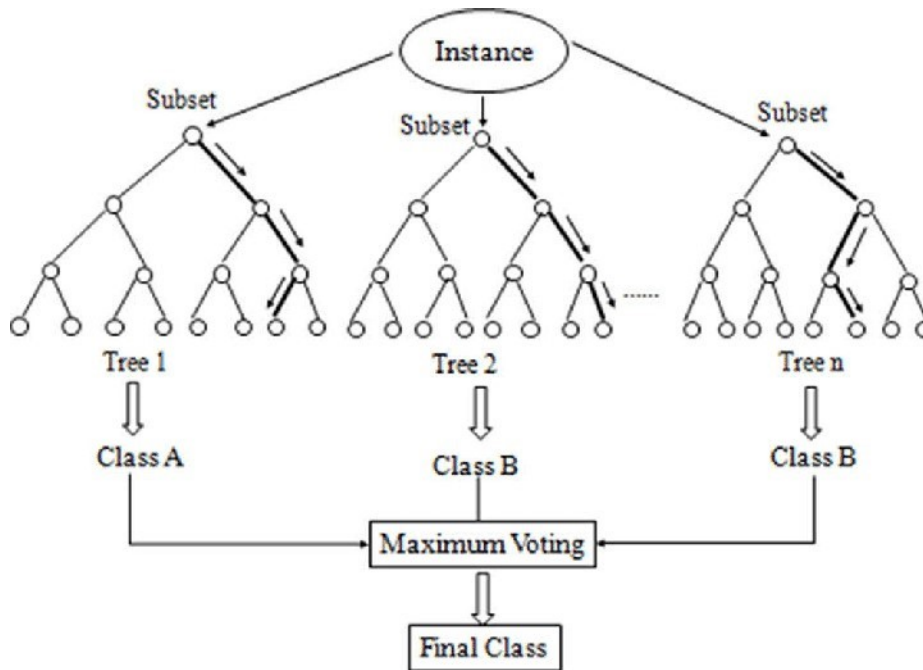 Instance
Subset
Subset
Subset
......
Tree 1
Tree 2
Tree n
Class A
Class B
Class B
Maximum Voting
Final Class